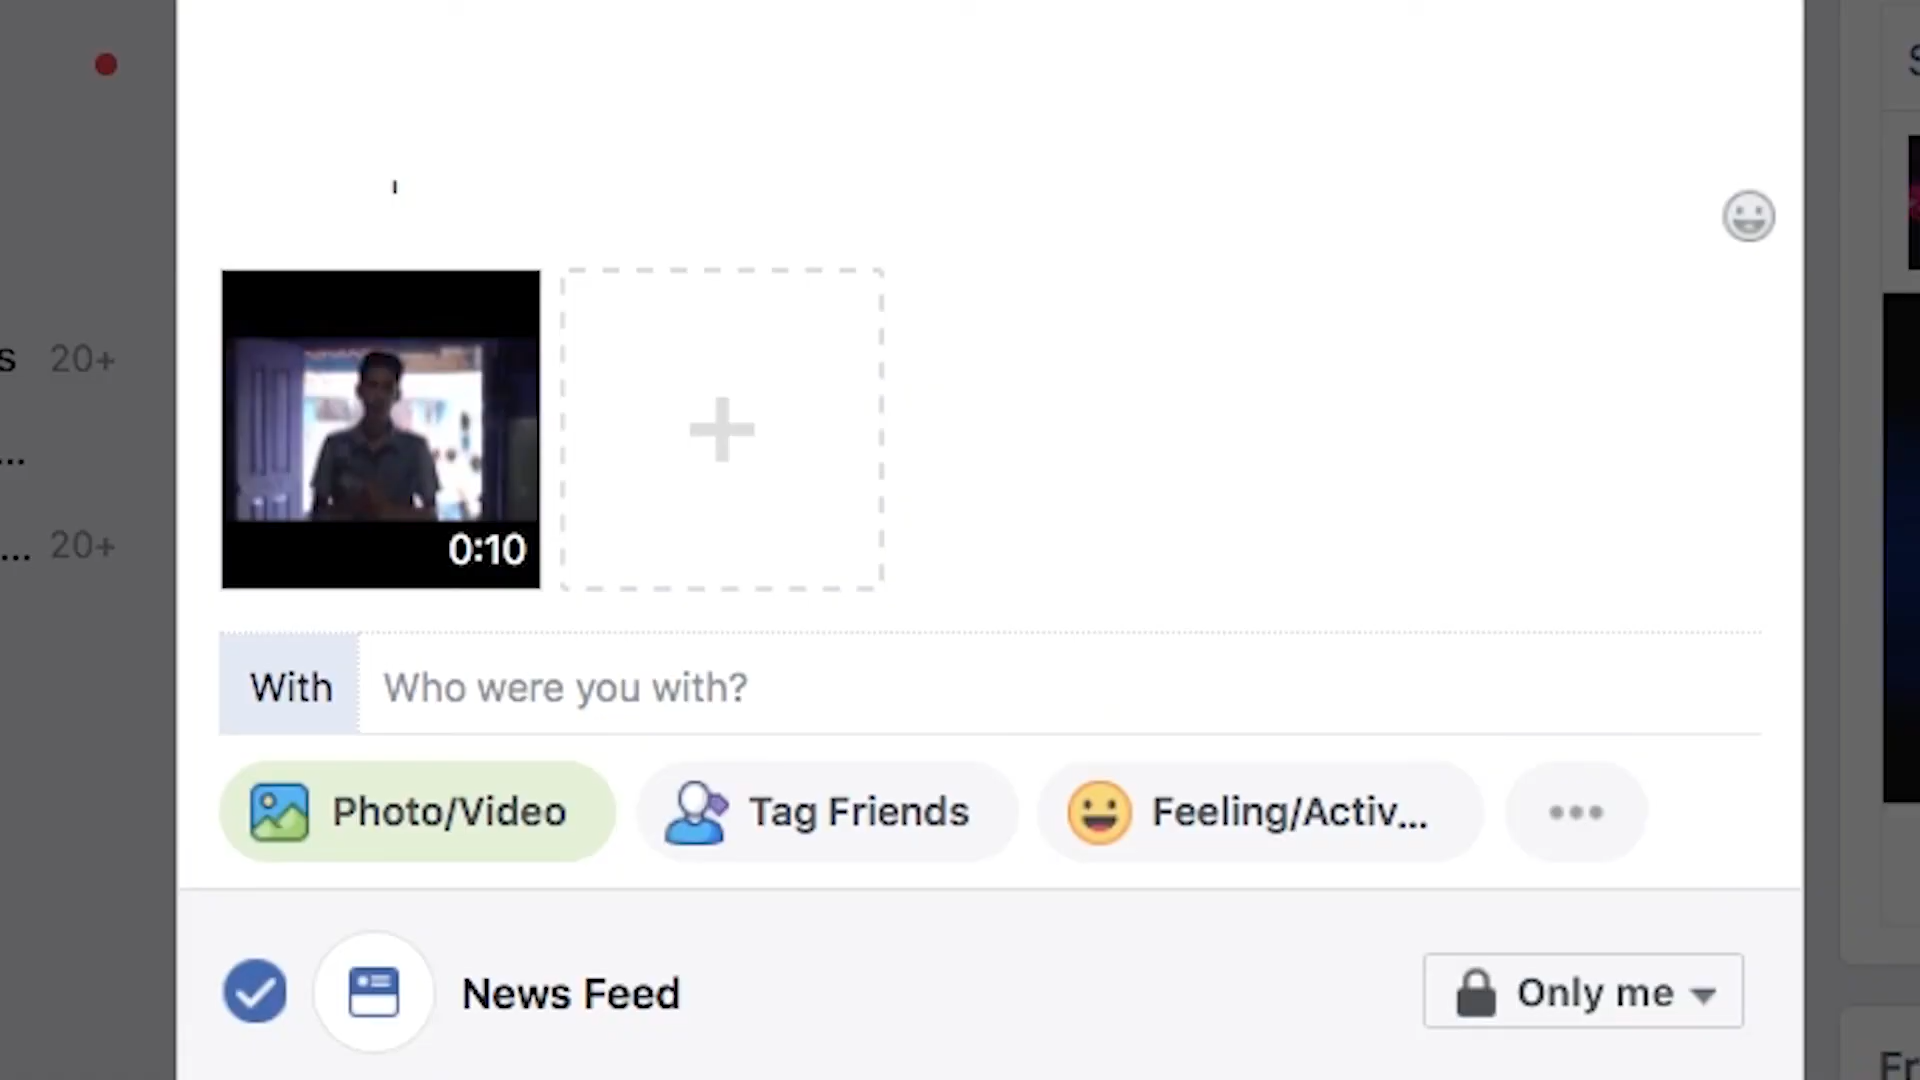 20+
...
... 20+
0:10
With Who were you with?
Photo/Video Tag Friends Feeling/Activ... •••
News Feed Only me